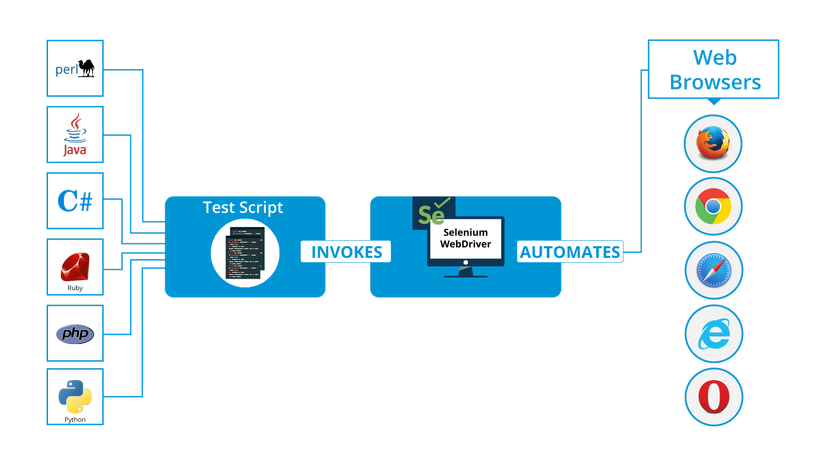 perl
Java
C#
Ruby
php
Python
Test Script
INVOKES
Se
Selenium
WebDriver
AUTOMATES
Web
Browsers